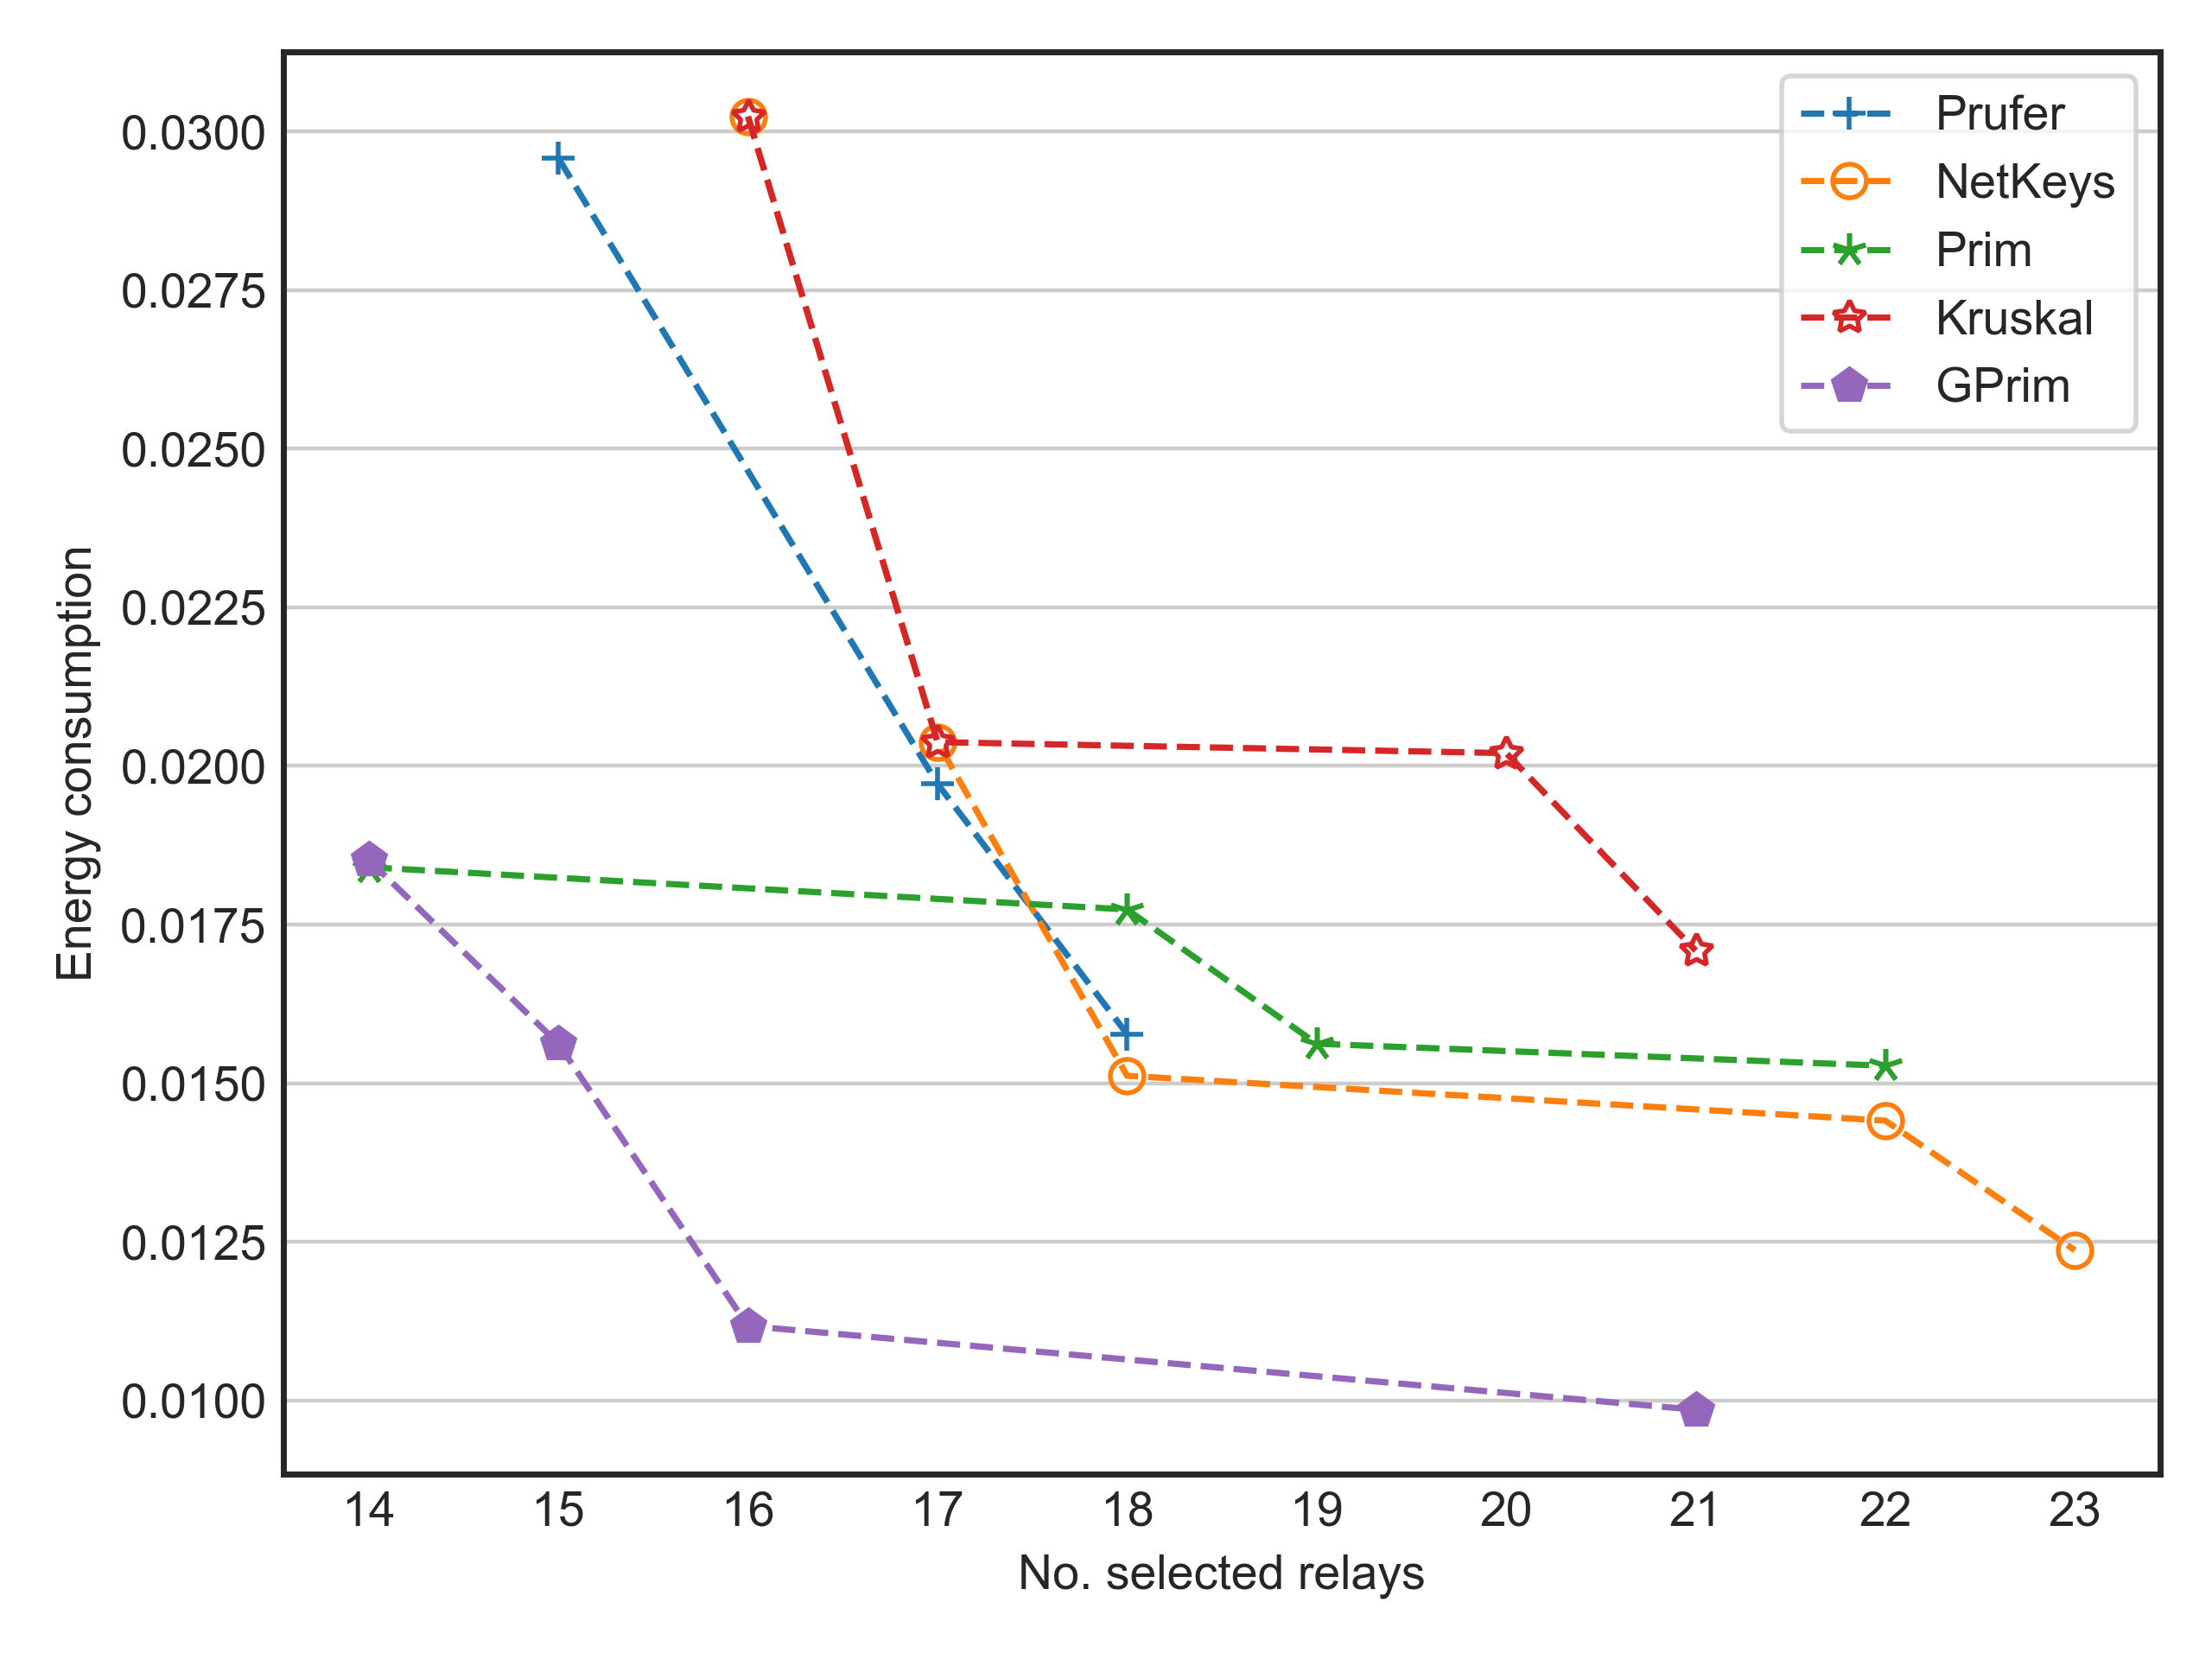 Prufer
NetKeys
Prim
Kruskal
GPrim
Energy consumption
0.0300
0.0275
0.0250
0.0225
0.0200
0.0175
0.0150
0.0125
0.0100
14 15 16 17 18 19 20 21 22 23
No. selected relays